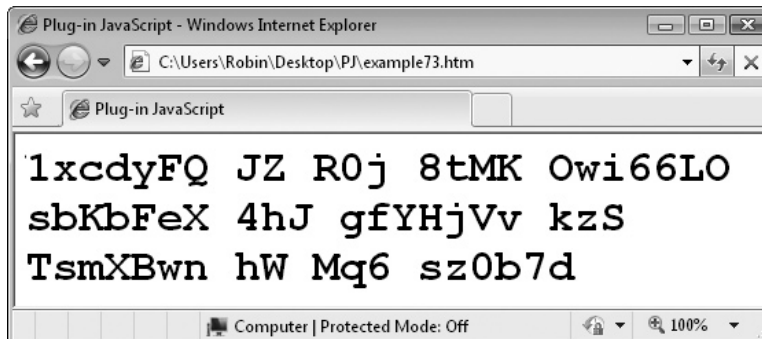 Plug-in JavaScript - Windows Internet Explorer
C:\Users\Robin\Desktop\PJ\example73.htm
Plug-in JavaScript
1xcdyFQ JZ R0j 8tMK Owi66LO
sbKbFeX 4hJ gfYHjVv kzS
TsmXBwn hW Mq6 sz0b7d
Computer | Protected Mode: Off 100%